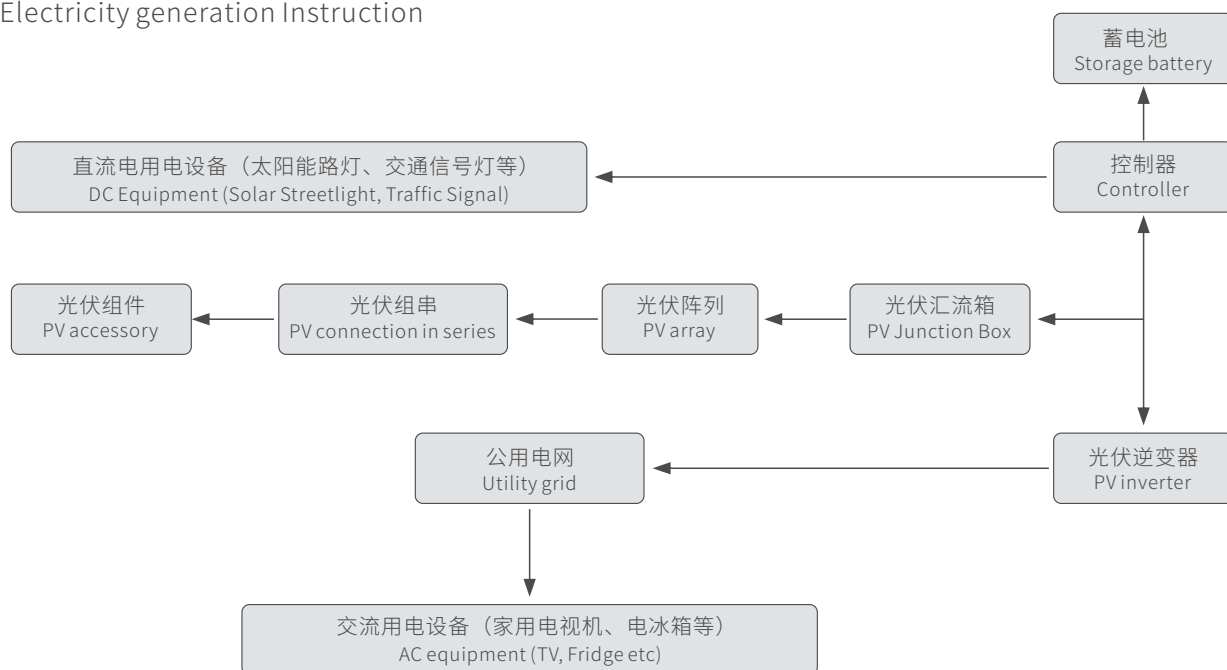 Electricity generation Instruction
蓄电池
Storage battery
直流电用电设备（太阳能路灯、交通信号灯等）
DC Equipment (Solar Streetlight, Traffic Signal)
控制器
Controller
光伏组件
PV accessory
光伏组串
PV connection in series
光伏阵列
PV array
光伏汇流箱
PV Junction Box
公用电网
Utility grid
光伏逆变器
PV inverter
交流用电设备（家用电视机、电冰箱等）
AC equipment (TV, Fridge etc)